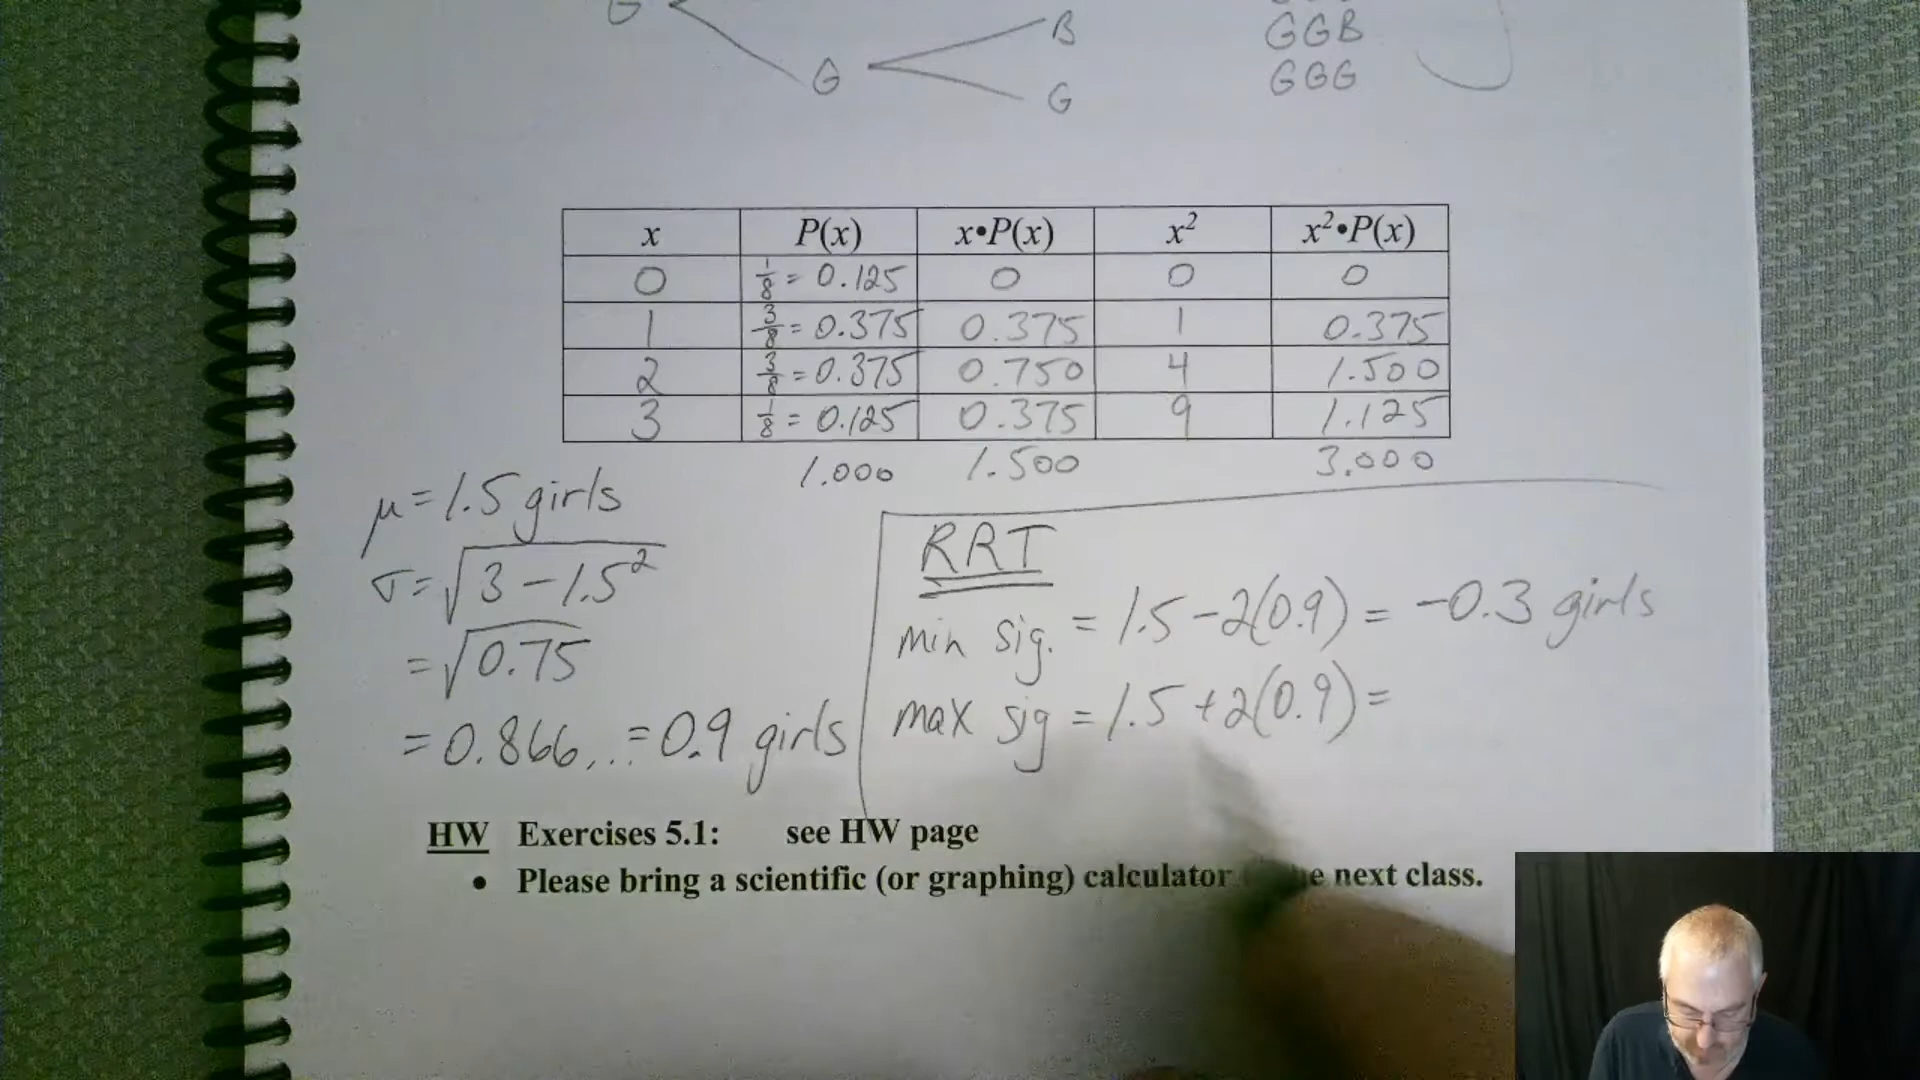 G B GGB
G G GGG
x P(x) x•P(x) x² x²•P(x)
0 1/8 = 0.125 0 0 0
1 3/8 = 0.375 0.375 1 0.375
2 3/8 = 0.375 0.750 4 1.500
3 1/8 = 0.125 0.375 9 1.125
1.000 1.500 3.000
μ = 1.5 girls
σ = √3 − 1.5²
= √0.75
= 0.866... = 0.9 girls
RRT
min sig. = 1.5 − 2(0.9) = −0.3 girls
max sig = 1.5 + 2(0.9) =
HW Exercises 5.1: see HW page
• Please bring a scientific (or graphing) calculator next class.